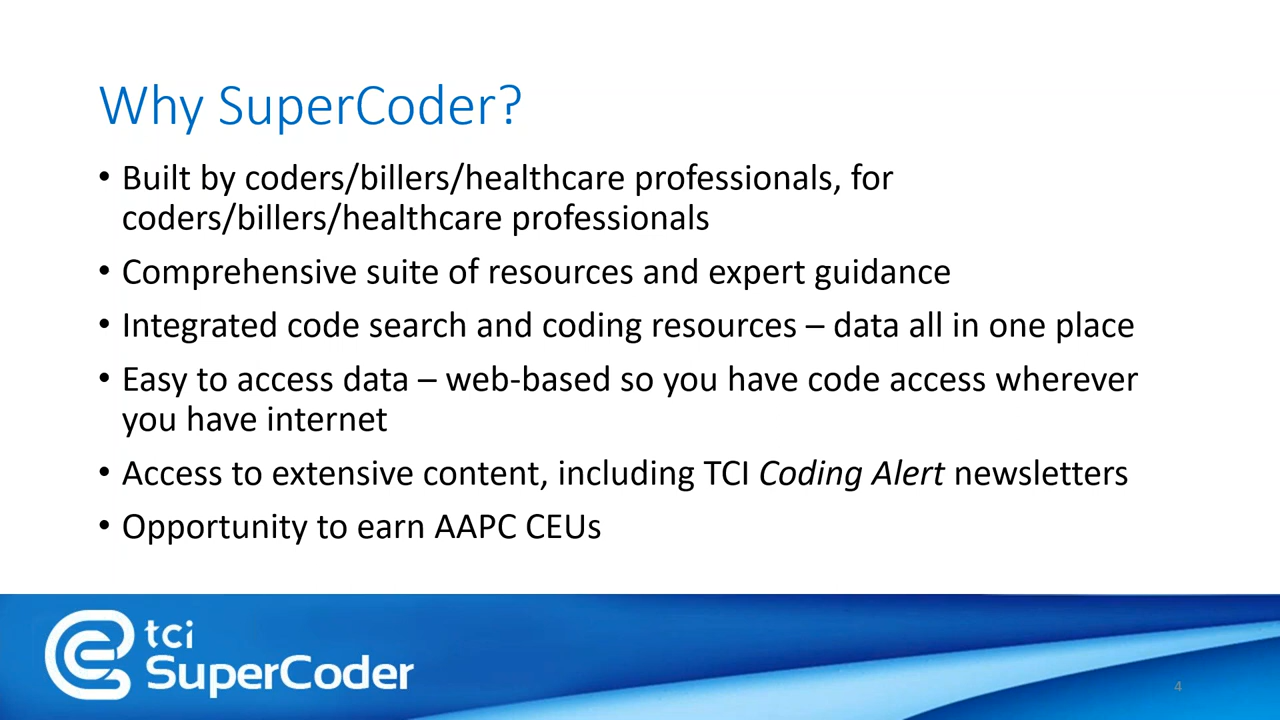 Why SuperCoder?
• Built by coders/billers/healthcare professionals, for
coders/billers/healthcare professionals
• Comprehensive suite of resources and expert guidance
• Integrated code search and coding resources – data all in one place
• Easy to access data – web-based so you have code access wherever
you have internet
• Access to extensive content, including TCI Coding Alert newsletters
• Opportunity to earn AAPC CEUs
tci
SuperCoder
4